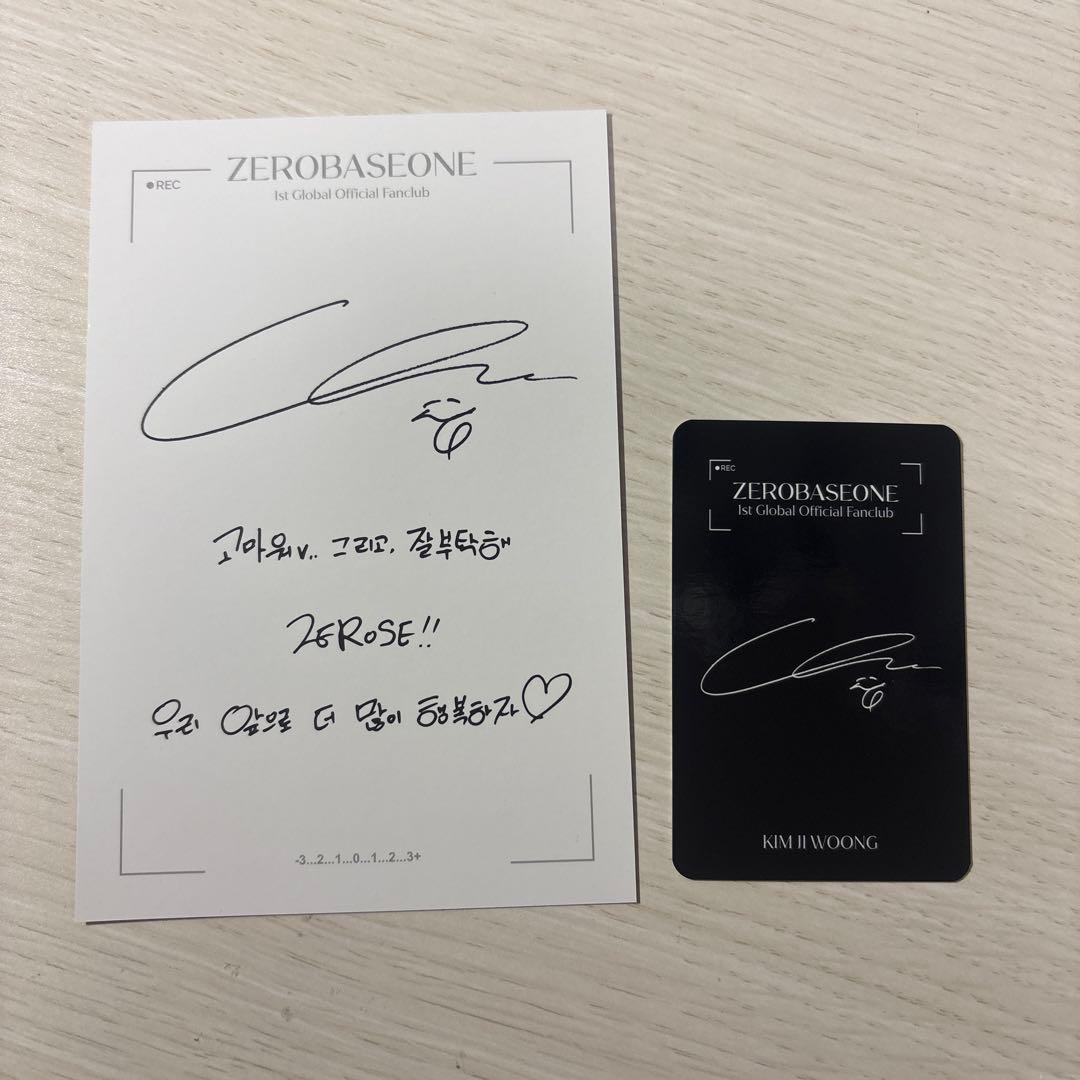 REC
ZEROBASEONE
1st Global Official Fanclub
고마워v.. 그리고, 잘부탁해
ZEROSE!!
우리 앞으로 더 많이 행복하자♡
-3...2...1...0...1...2...3+
REC
ZEROBASEONE
1st Global Official Fanclub
KIM JI WOONG